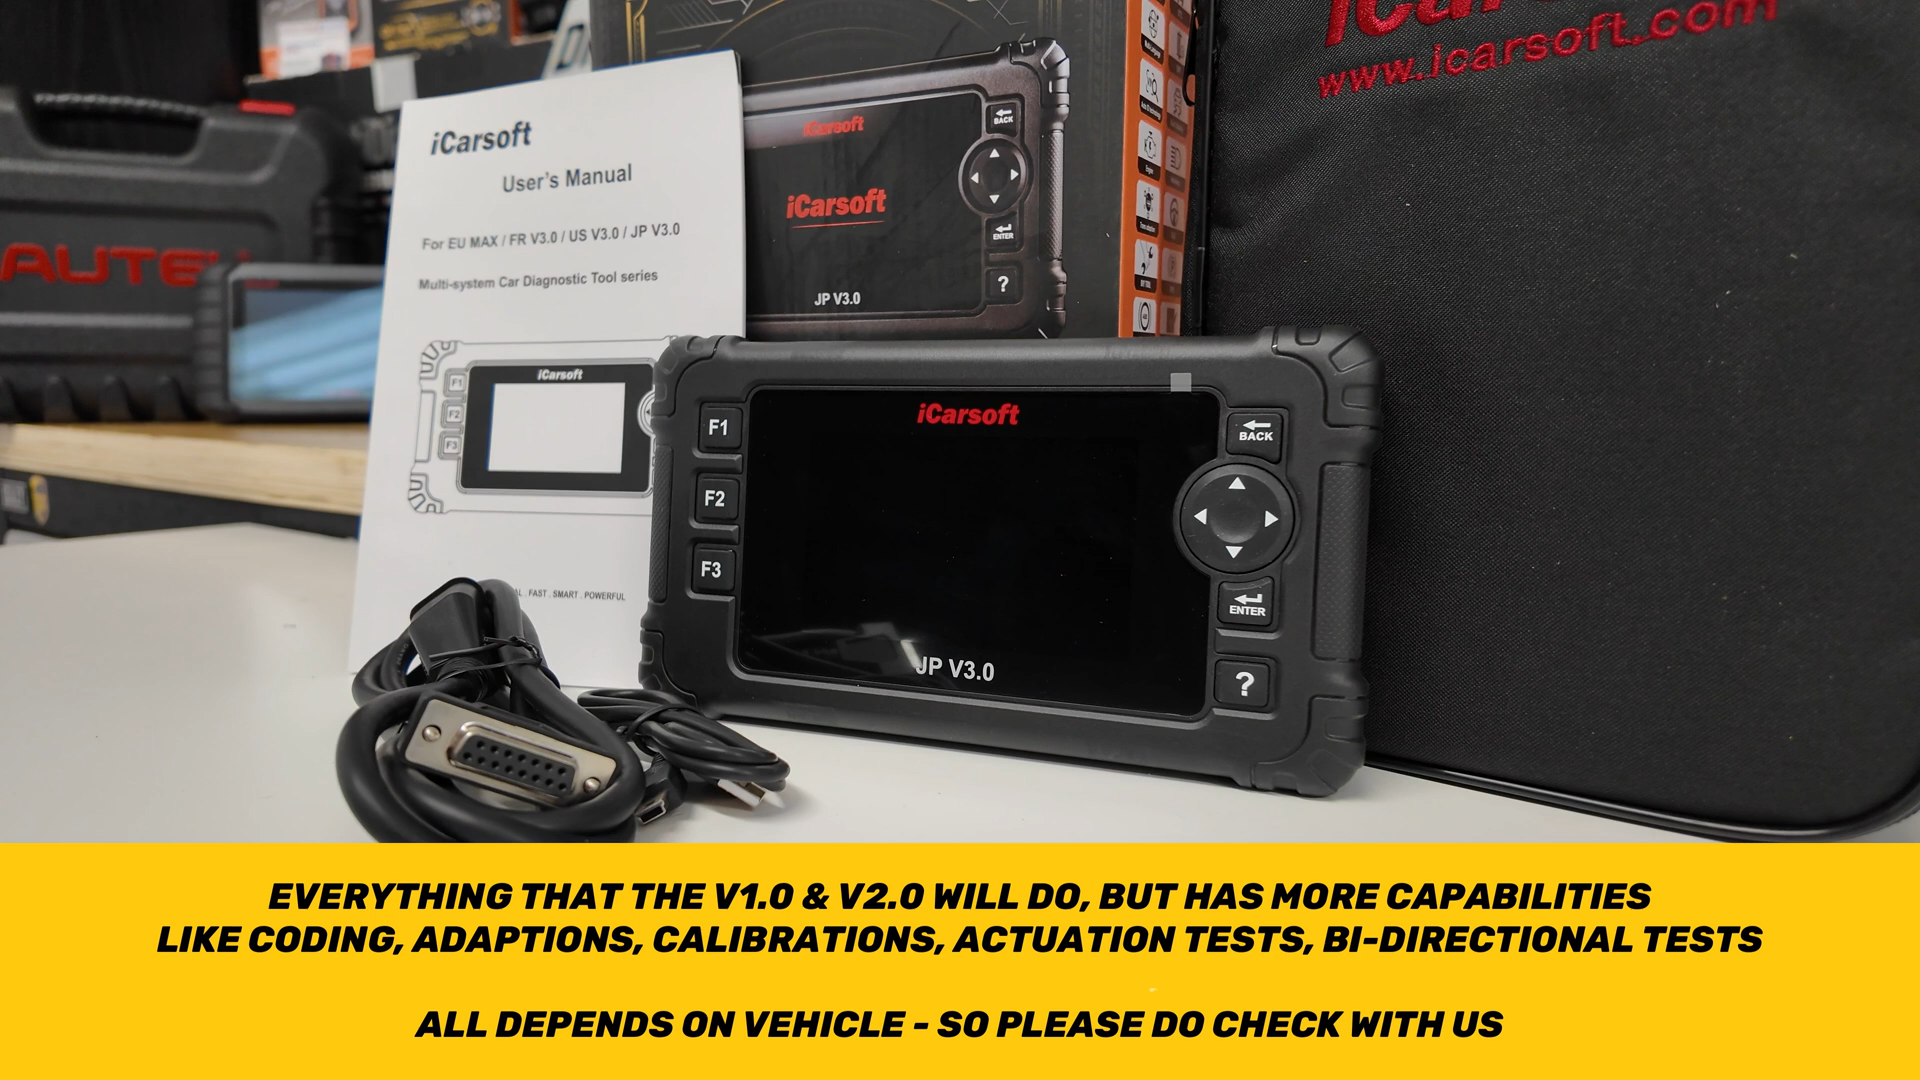 iCarsoft
www.icarsoft.com
AUTE
iCarsoft
User's Manual
For EU MAX / FR V3.0 / US V3.0 / JP V3.0
Multi-system Car Diagnostic Tool series
F1
F2
F3
iCarsoft
. FAST . SMART . POWERFUL
iCarsoft
iCarsoft
JP V3.0
BACK
ENTER
?
F1
F2
F3
iCarsoft
JP V3.0
BACK
ENTER
?
EVERYTHING THAT THE V1.0 & V2.0 WILL DO, BUT HAS MORE CAPABILITIES
LIKE CODING, ADAPTIONS, CALIBRATIONS, ACTUATION TESTS, BI-DIRECTIONAL TESTS
ALL DEPENDS ON VEHICLE - SO PLEASE DO CHECK WITH US